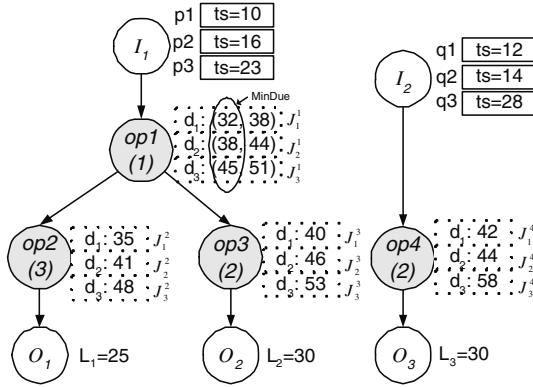 p1 ts=10
p2 ts=16
p3 ts=23
I₁
q1 ts=12
q2 ts=14
q3 ts=28
I₂
MinDue
op1
(1)
d₁: (32, 38) J₁¹
d₂: (38, 44) J₂¹
d₃: (45 51) J₃¹
op2
(3)
d₁: 35 J₁²
d₂: 41 J₂²
d₃: 48 J₃²
op3
(2)
d₁: 40 J₁³
d₂: 46 J₂³
d₃: 53 J₃³
op4
(2)
d₁: 42 J₁⁴
d₂: 44 J₂⁴
d₃: 58 J₃⁴
O₁ L₁=25
O₂ L₂=30
O₃ L₃=30